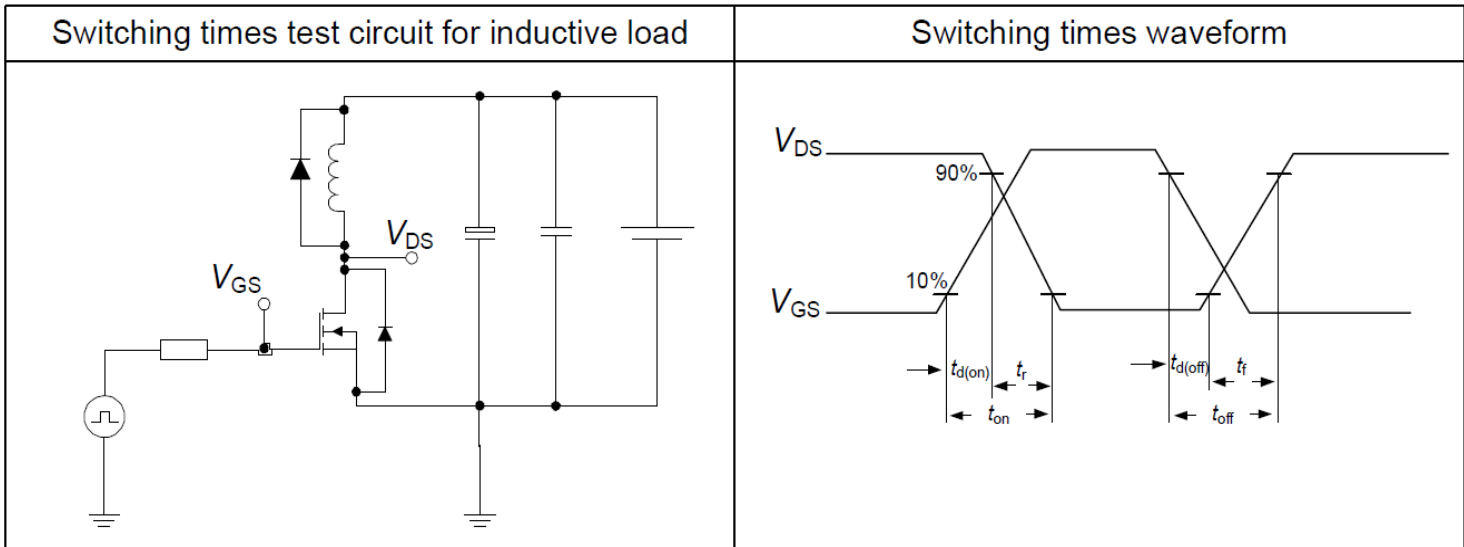 Switching times test circuit for inductive load
Switching times waveform
VDS
VGS
VDS
90%
10%
VGS
td(on)
tr
td(off)
tf
ton
toff